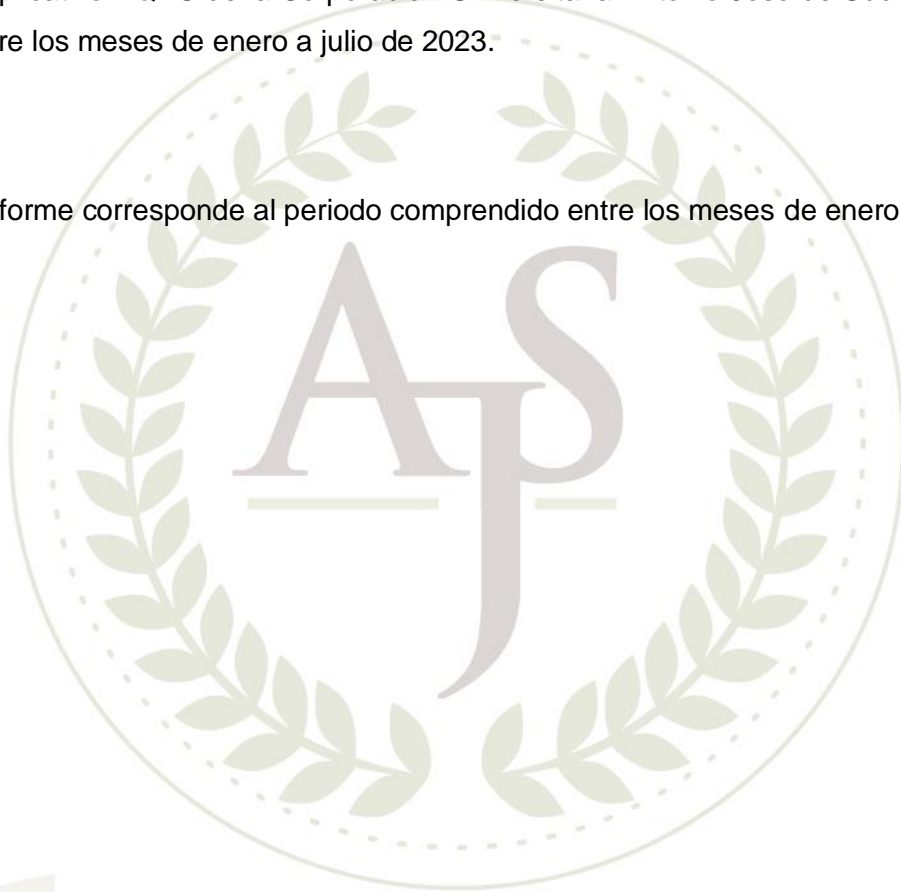 re los meses de enero a julio de 2023.
forme corresponde al periodo comprendido entre los meses de enero
AJS